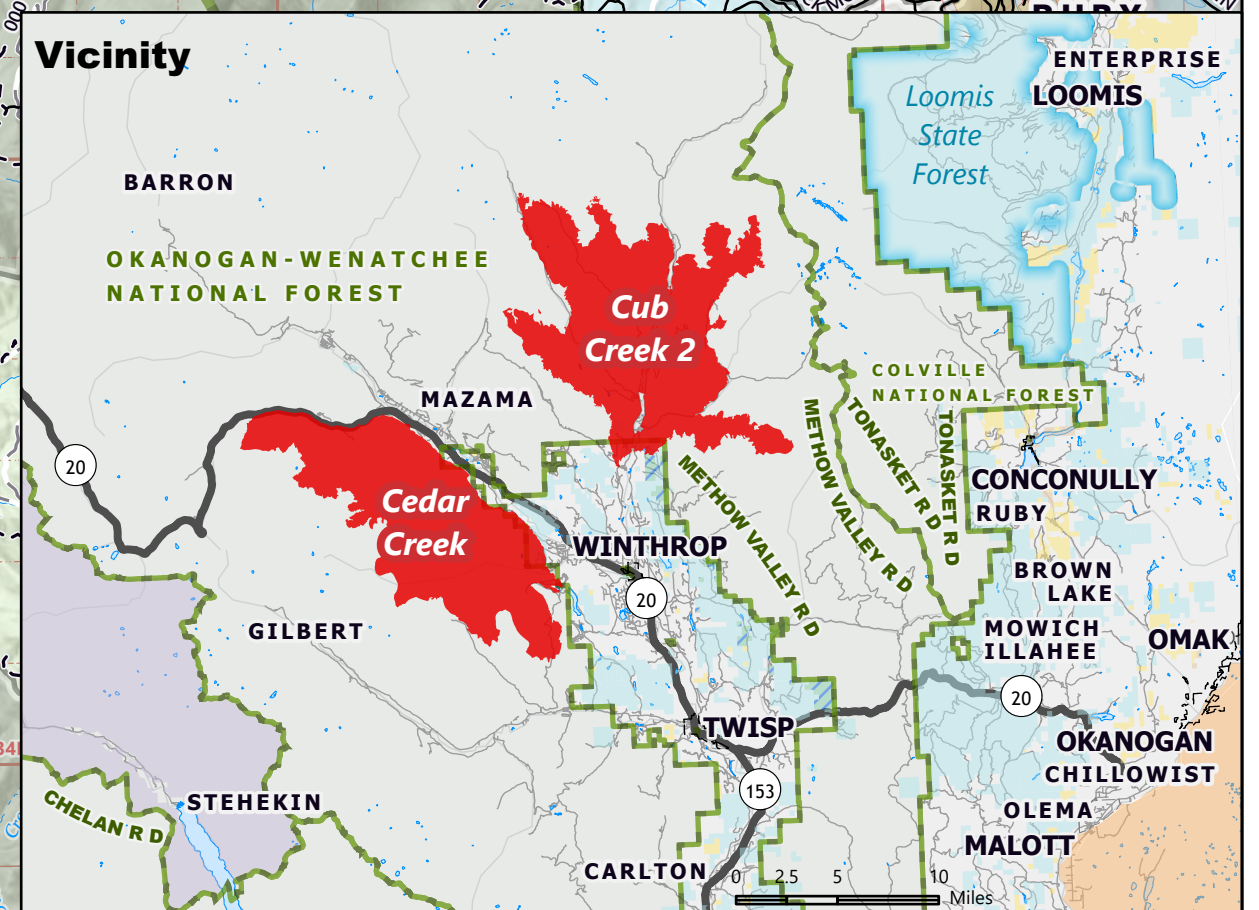 000
RUBY
Vicinity
ENTERPRISE
LOOMIS
Loomis
State
Forest
BARRON
OKANOGAN-WENATCHEE
NATIONAL FOREST
Cub
Creek 2
COLVILLE
NATIONAL FOREST
MAZAMA
METHOW VALLEY RD
TONASKET RD
TONASKET RD
METHOW VALLEY RD
20
CONCONULLY
RUBY
Cedar
Creek
WINTHROP
BROWN
LAKE
20
GILBERT
MOWICH
ILLAHEE
OMAK
20
TWISP
OKANOGAN
CHILLOWIST
34
153
STEHEKIN
CHELAN RD
OLEMA
MALOTT
CARLTON
0 2.5 5 10
Miles